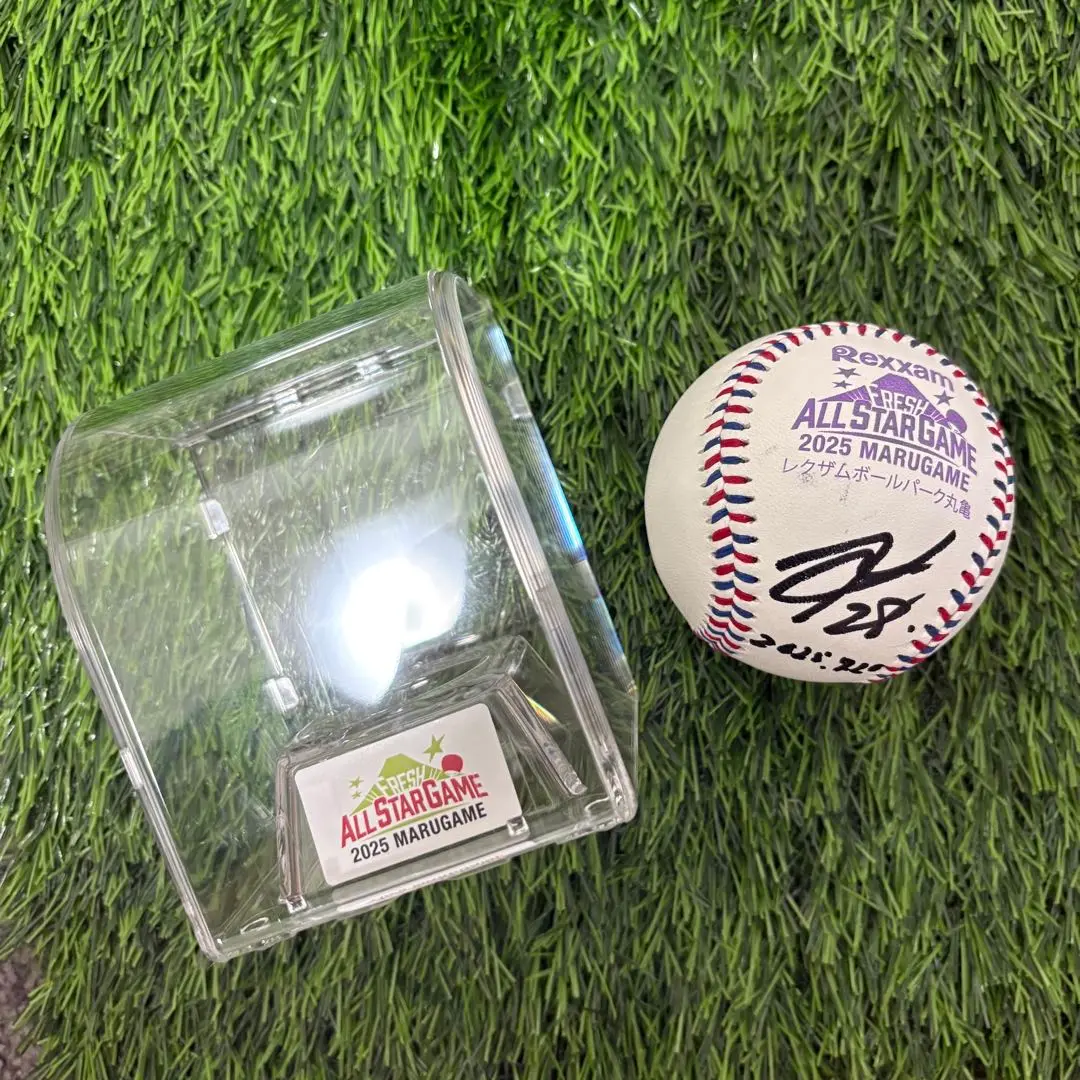 FRESH
ALL STAR GAME
2025 MARUGAME
Rexxam
FRESH
ALL STAR GAME
2025 MARUGAME
レクザムボールパーク丸亀
28.